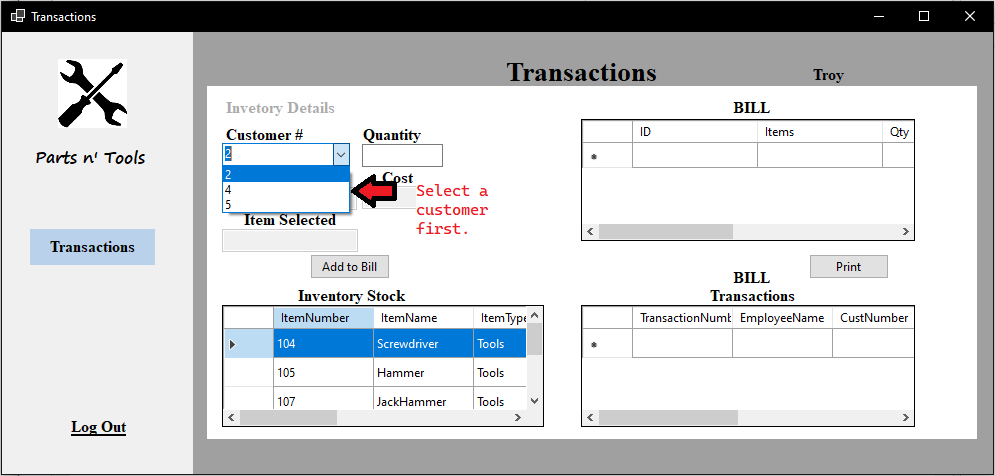 Transactions
Parts n' Tools
Transactions
Log Out
Transactions
Troy
Invetory Details
Customer #
Quantity
2
2
4
5
Cost
Select a
customer
first.
Item Selected
Add to Bill
Inventory Stock
ItemNumber ItemName ItemType
104 Screwdriver Tools
105 Hammer Tools
107 JackHammer Tools
BILL
ID Items Qty
Print
BILL
Transactions
TransactionNumb EmployeeName CustNumber